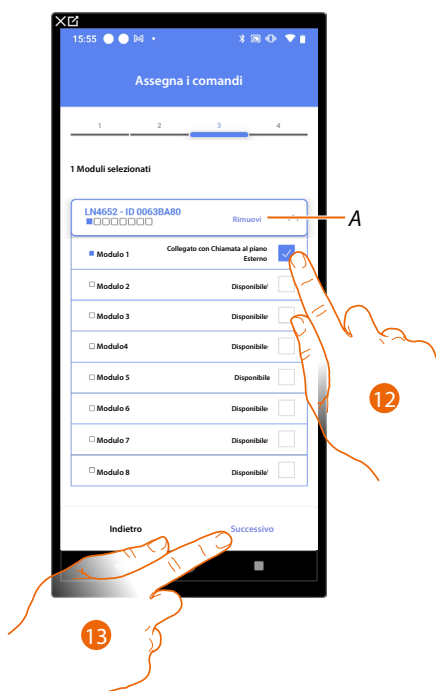 15:55
Assegna i comandi
1 2 3 4
1 Moduli selezionati
LN4652 - ID 0063BA80
Rimuovi
A
Modulo 1
Collegato con Chiamata al piano
Esterno
Modulo 2 Disponibile
Modulo 3 Disponibile
Modulo4 Disponibile
Modulo 5 Disponibile
Modulo 6 Disponibile
Modulo 7 Disponibile
Modulo 8 Disponibile
12
Indietro Successivo
13